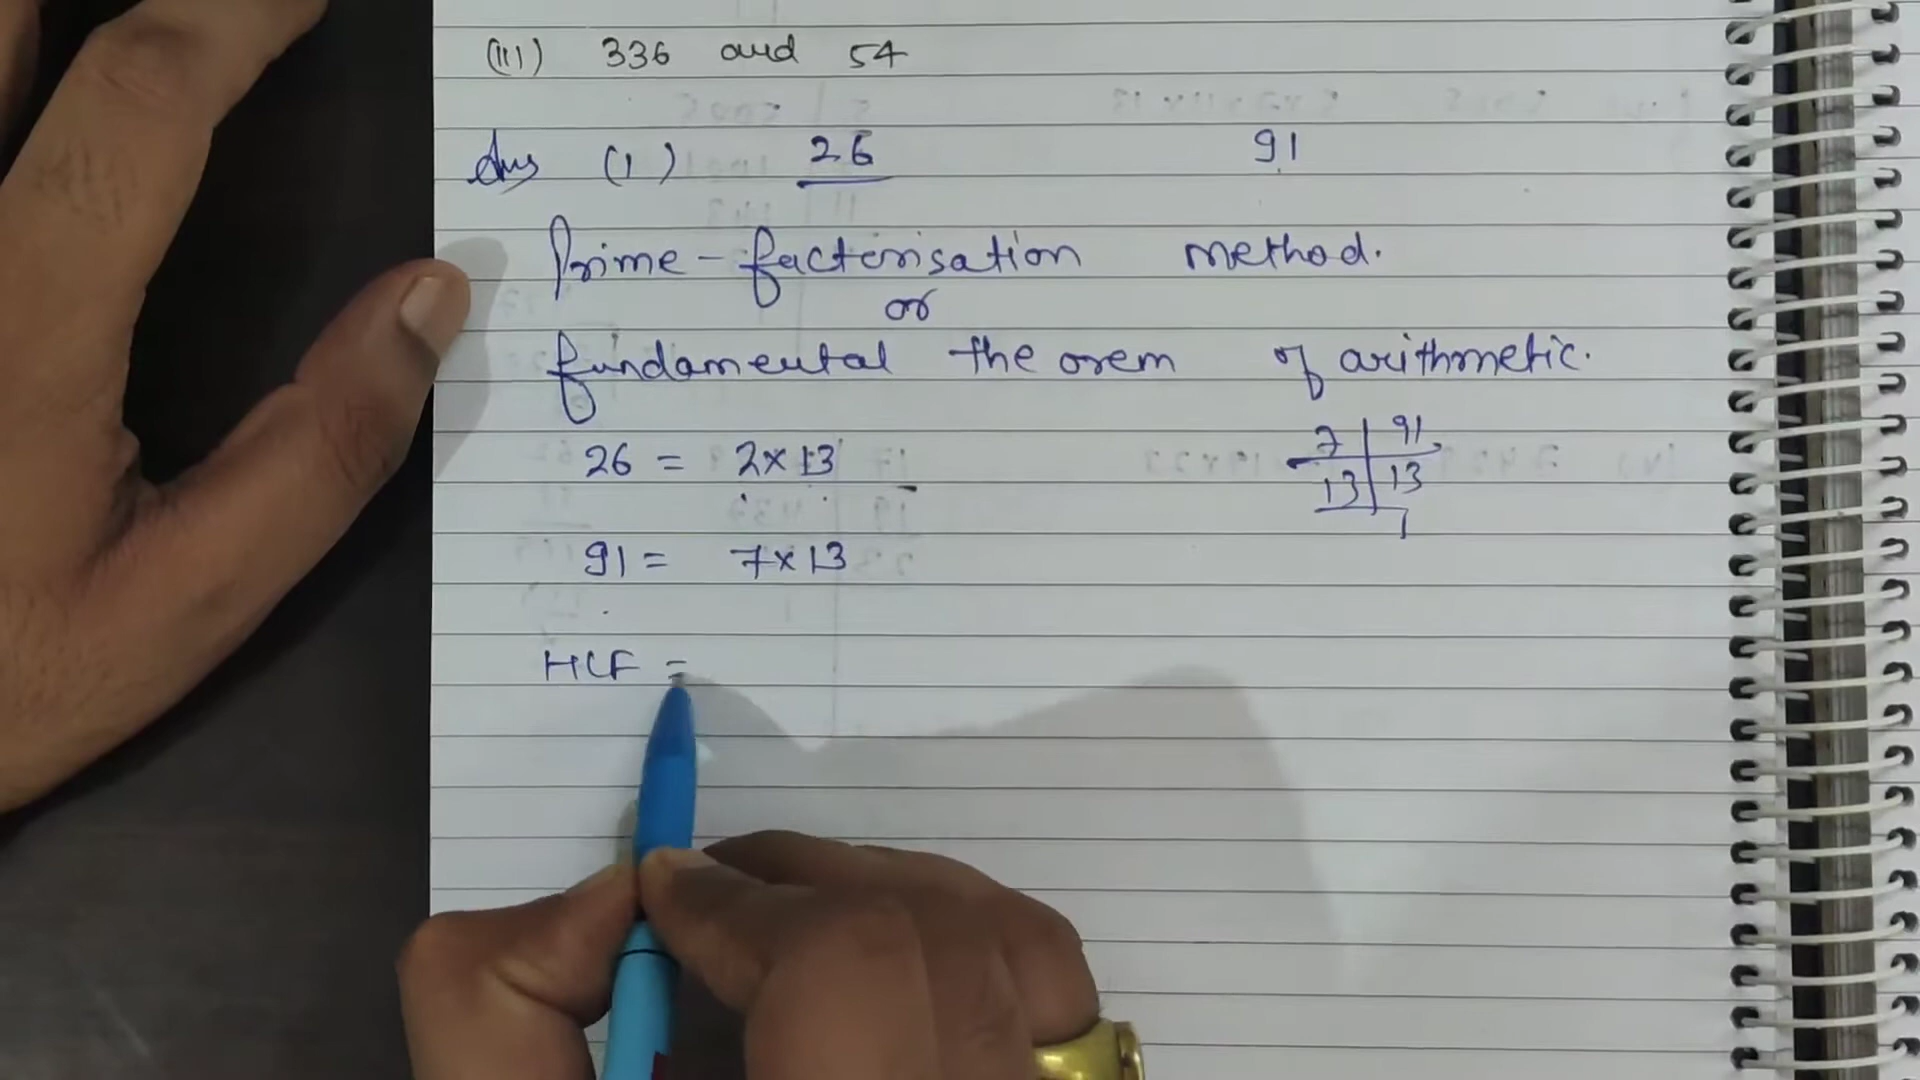 (III) 336 and 54
Ans (1) 26 91
Prime-factorisation method.
or
fundamental theorem of arithmetic.
26 = 2×13
7 | 91
13 | 13
1
91 = 7×13
HCF =